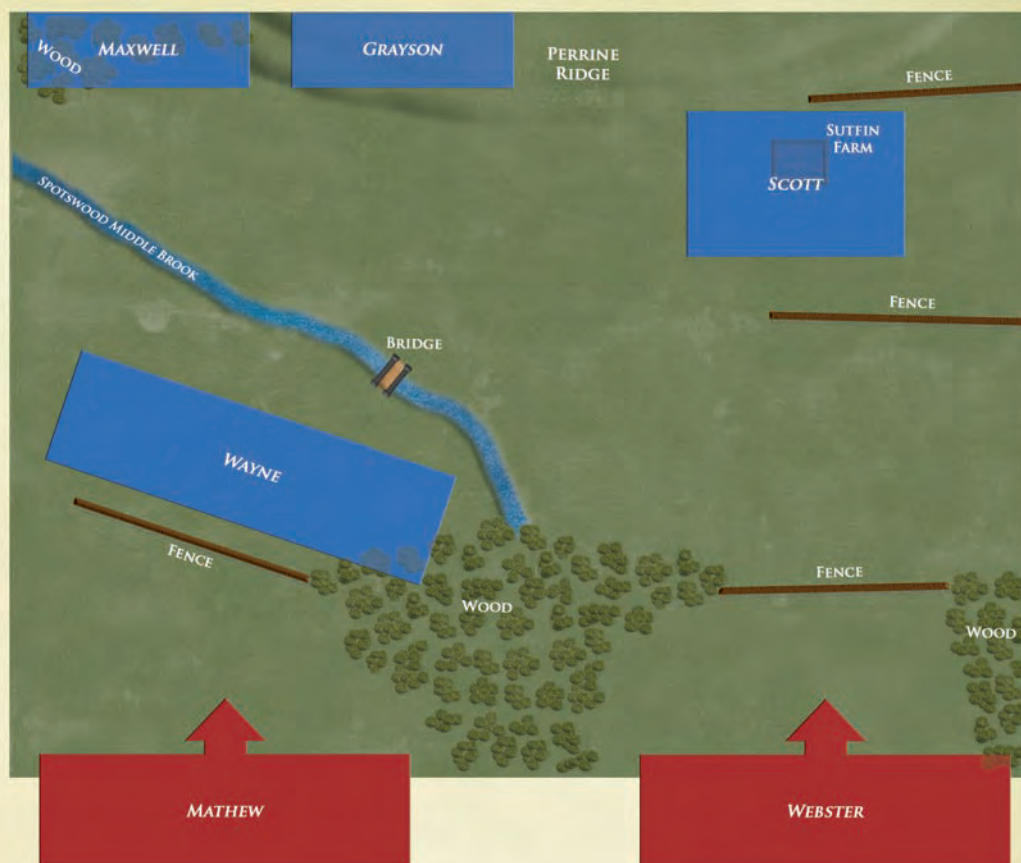 WOOD
MAXWELL
GRAYSON
PERRINE
RIDGE
FENCE
SUTFIN
FARM
SCOTT
SPOTSWOOD MIDDLE BROOK
FENCE
BRIDGE
WAYNE
FENCE
WOOD
FENCE
WOOD
MATHEW
WEBSTER